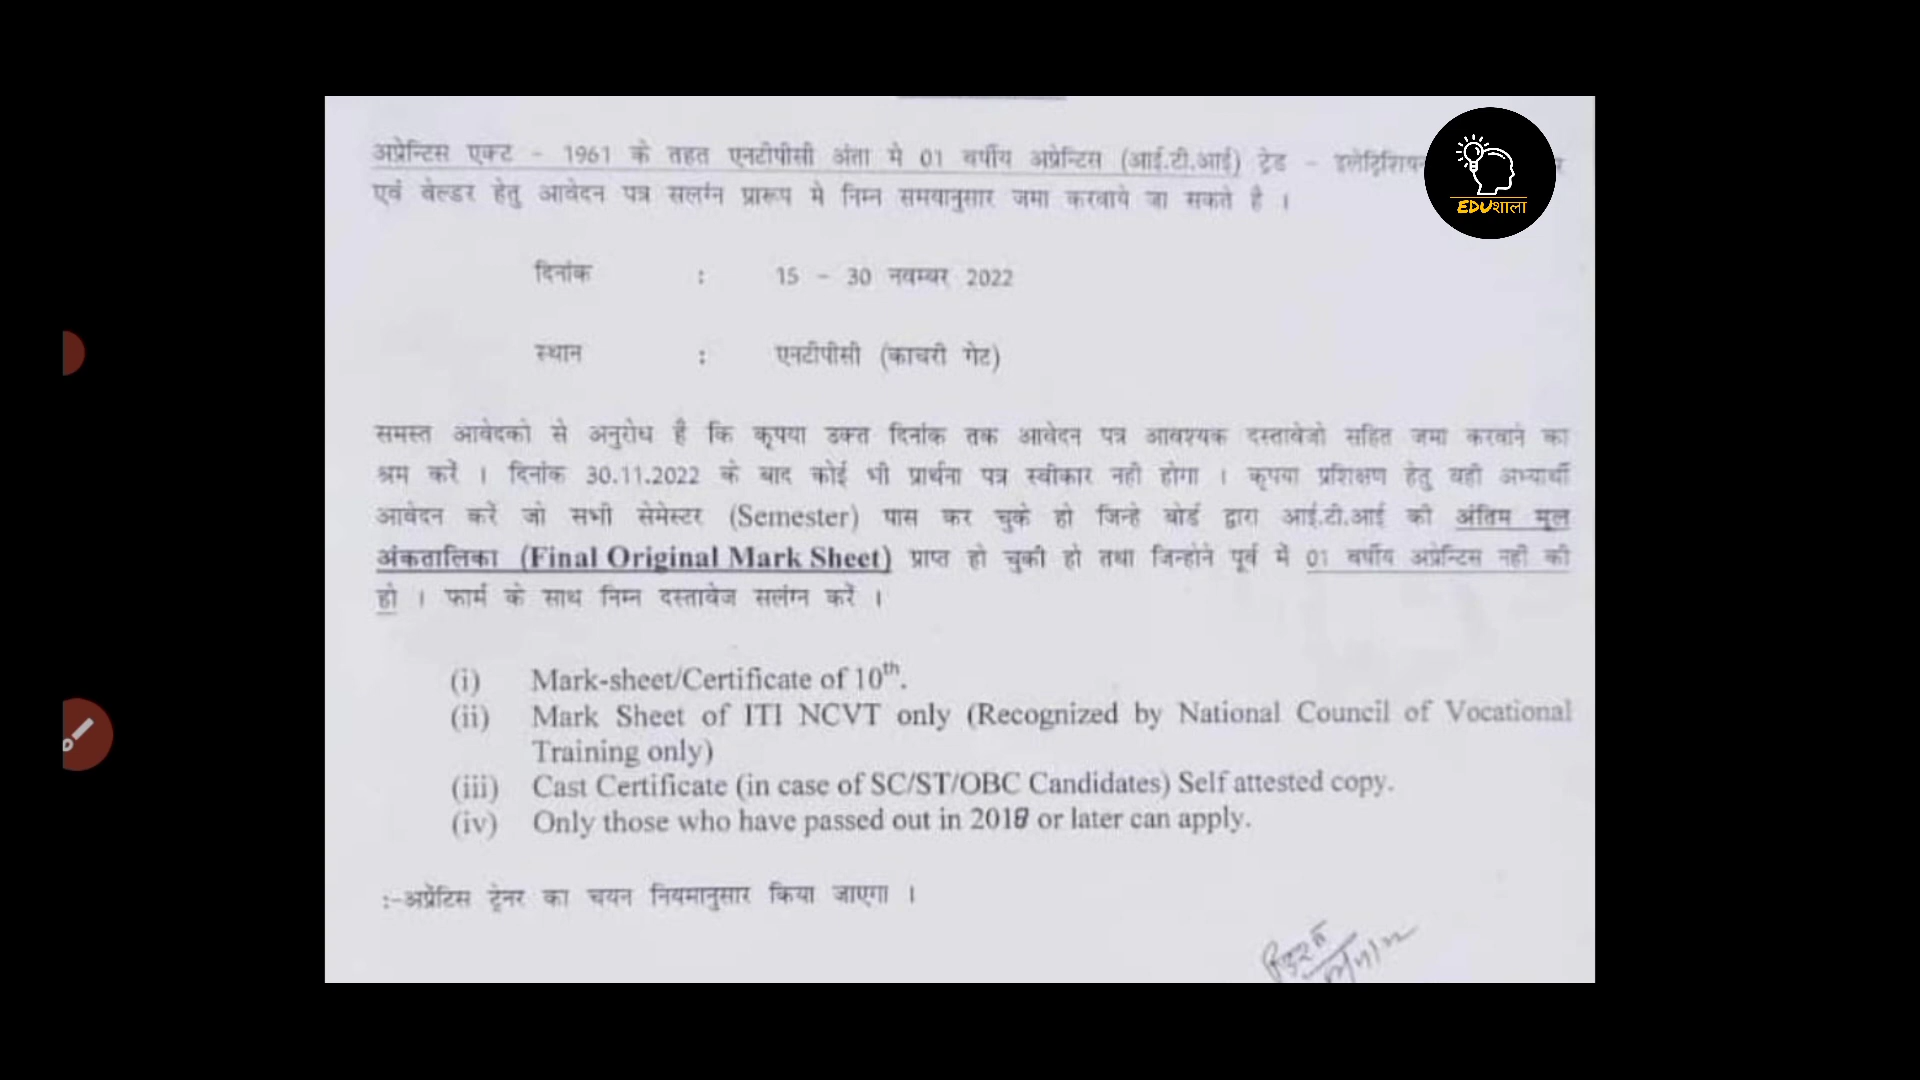 अप्रेन्टिस एक्ट - 1961 के तहत एनटीपीसी अंता मे 01 वर्षीय अप्रेन्टिस (आई.टी.आई) ट्रेड -
एवं वेल्डर हेतु आवेदन पत्र सलंग्न प्रारूप मे निम्न समयानुसार जमा करवाये जा सकते है ।
EDUशाला
दिनांक : 15 - 30 नवम्बर 2022
स्थान : एनटीपीसी (काचरी गेट)
समस्त आवेदको से अनुरोध है कि कृपया उक्त दिनांक तक आवेदन पत्र आवश्यक दस्तावेजो सहित जमा करवाने का
श्रम करें । दिनांक 30.11.2022 के बाद कोई भी प्रार्थना पत्र स्वीकार नही होगा । कृपया प्रशिक्षण हेतु वही अभ्यार्थी
आवेदन करें जो सभी सेमेस्टर (Semester) पास कर चुके हो जिन्हे बोर्ड द्वारा आई.टी.आई की अंतिम मूल
अंकतालिका (Final Original Mark Sheet) प्राप्त हो चुकी हो तथा जिन्होने पूर्व में 01 वर्षीय अप्रेन्टिस नही की
हो । फार्म के साथ निम्न दस्तावेज सलंग्न करें ।
(i) Mark-sheet/Certificate of 10th.
(ii) Mark Sheet of ITI NCVT only (Recognized by National Council of Vocational
Training only)
(iii) Cast Certificate (in case of SC/ST/OBC Candidates) Self attested copy.
(iv) Only those who have passed out in or later can apply.
:-अप्रेंटिस ट्रेनर का चयन नियमानुसार किया जाएगा ।